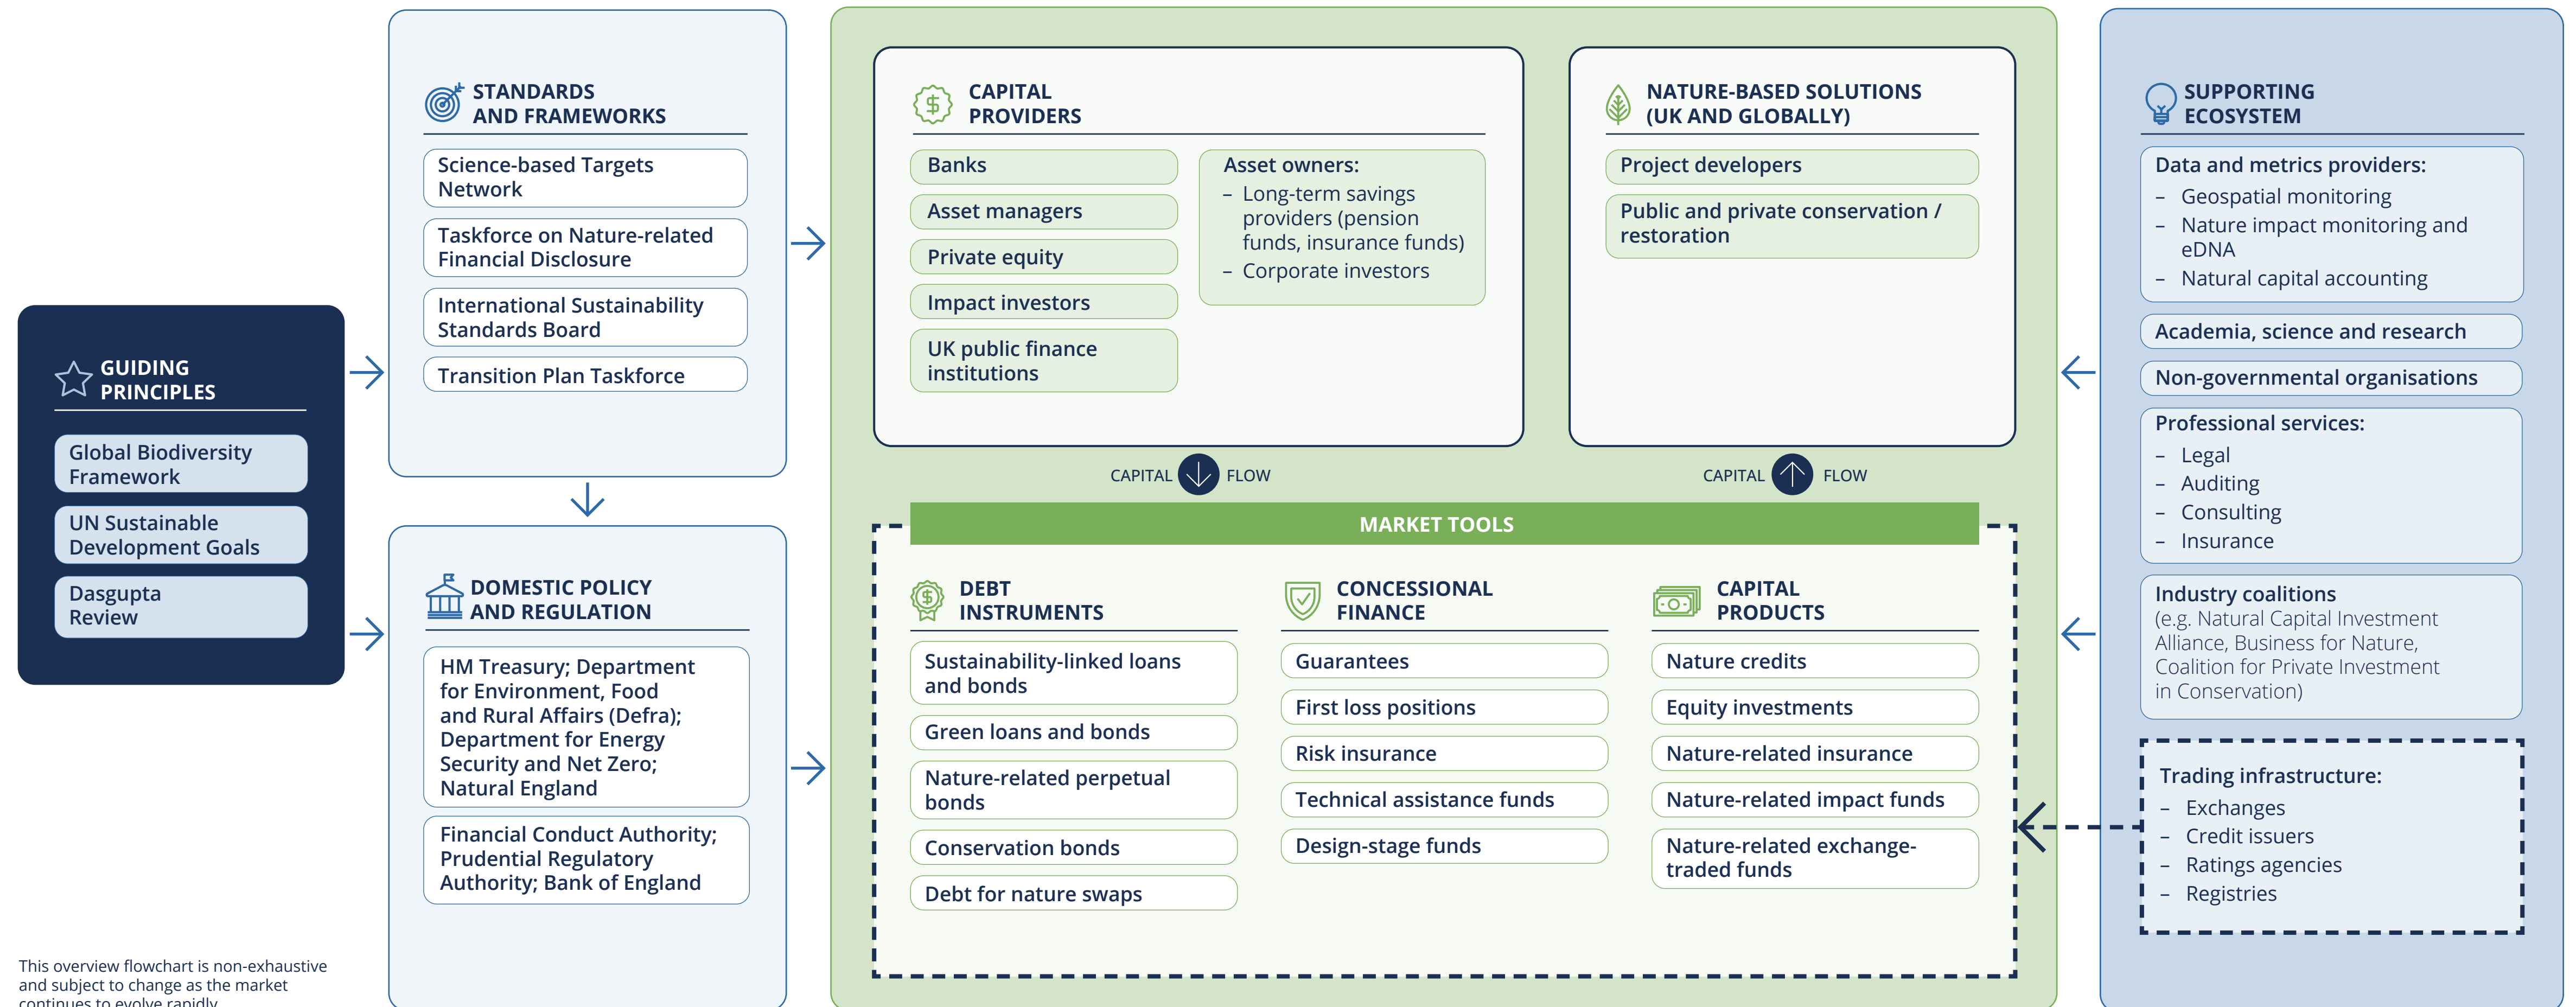 GUIDING
PRINCIPLES
Global Biodiversity
Framework
UN Sustainable
Development Goals
Dasgupta
Review
This overview flowchart is non-exhaustive
and subject to change as the market
continues to evolve rapidly
STANDARDS
AND FRAMEWORKS
Science-based Targets
Network
Taskforce on Nature-related
Financial Disclosure
International Sustainability
Standards Board
Transition Plan Taskforce
DOMESTIC POLICY
AND REGULATION
HM Treasury; Department
for Environment, Food
and Rural Affairs (Defra);
Department for Energy
Security and Net Zero;
Natural England
Financial Conduct Authority;
Prudential Regulatory
Authority; Bank of England
CAPITAL
PROVIDERS
Banks
Asset managers
Private equity
Impact investors
UK public finance
institutions
Asset owners:
– Long-term savings
providers (pension
funds, insurance funds)
– Corporate investors
NATURE-BASED SOLUTIONS
(UK AND GLOBALLY)
Project developers
Public and private conservation /
restoration
CAPITAL FLOW
CAPITAL FLOW
MARKET TOOLS
DEBT
INSTRUMENTS
Sustainability-linked loans
and bonds
Green loans and bonds
Nature-related perpetual
bonds
Conservation bonds
Debt for nature swaps
CONCESSIONAL
FINANCE
Guarantees
First loss positions
Risk insurance
Technical assistance funds
Design-stage funds
CAPITAL
PRODUCTS
Nature credits
Equity investments
Nature-related insurance
Nature-related impact funds
Nature-related exchange-
traded funds
SUPPORTING
ECOSYSTEM
Data and metrics providers:
– Geospatial monitoring
– Nature impact monitoring and
eDNA
– Natural capital accounting
Academia, science and research
Non-governmental organisations
Professional services:
– Legal
– Auditing
– Consulting
– Insurance
Industry coalitions
(e.g. Natural Capital Investment
Alliance, Business for Nature,
Coalition for Private Investment
in Conservation)
Trading infrastructure:
– Exchanges
– Credit issuers
– Ratings agencies
– Registries